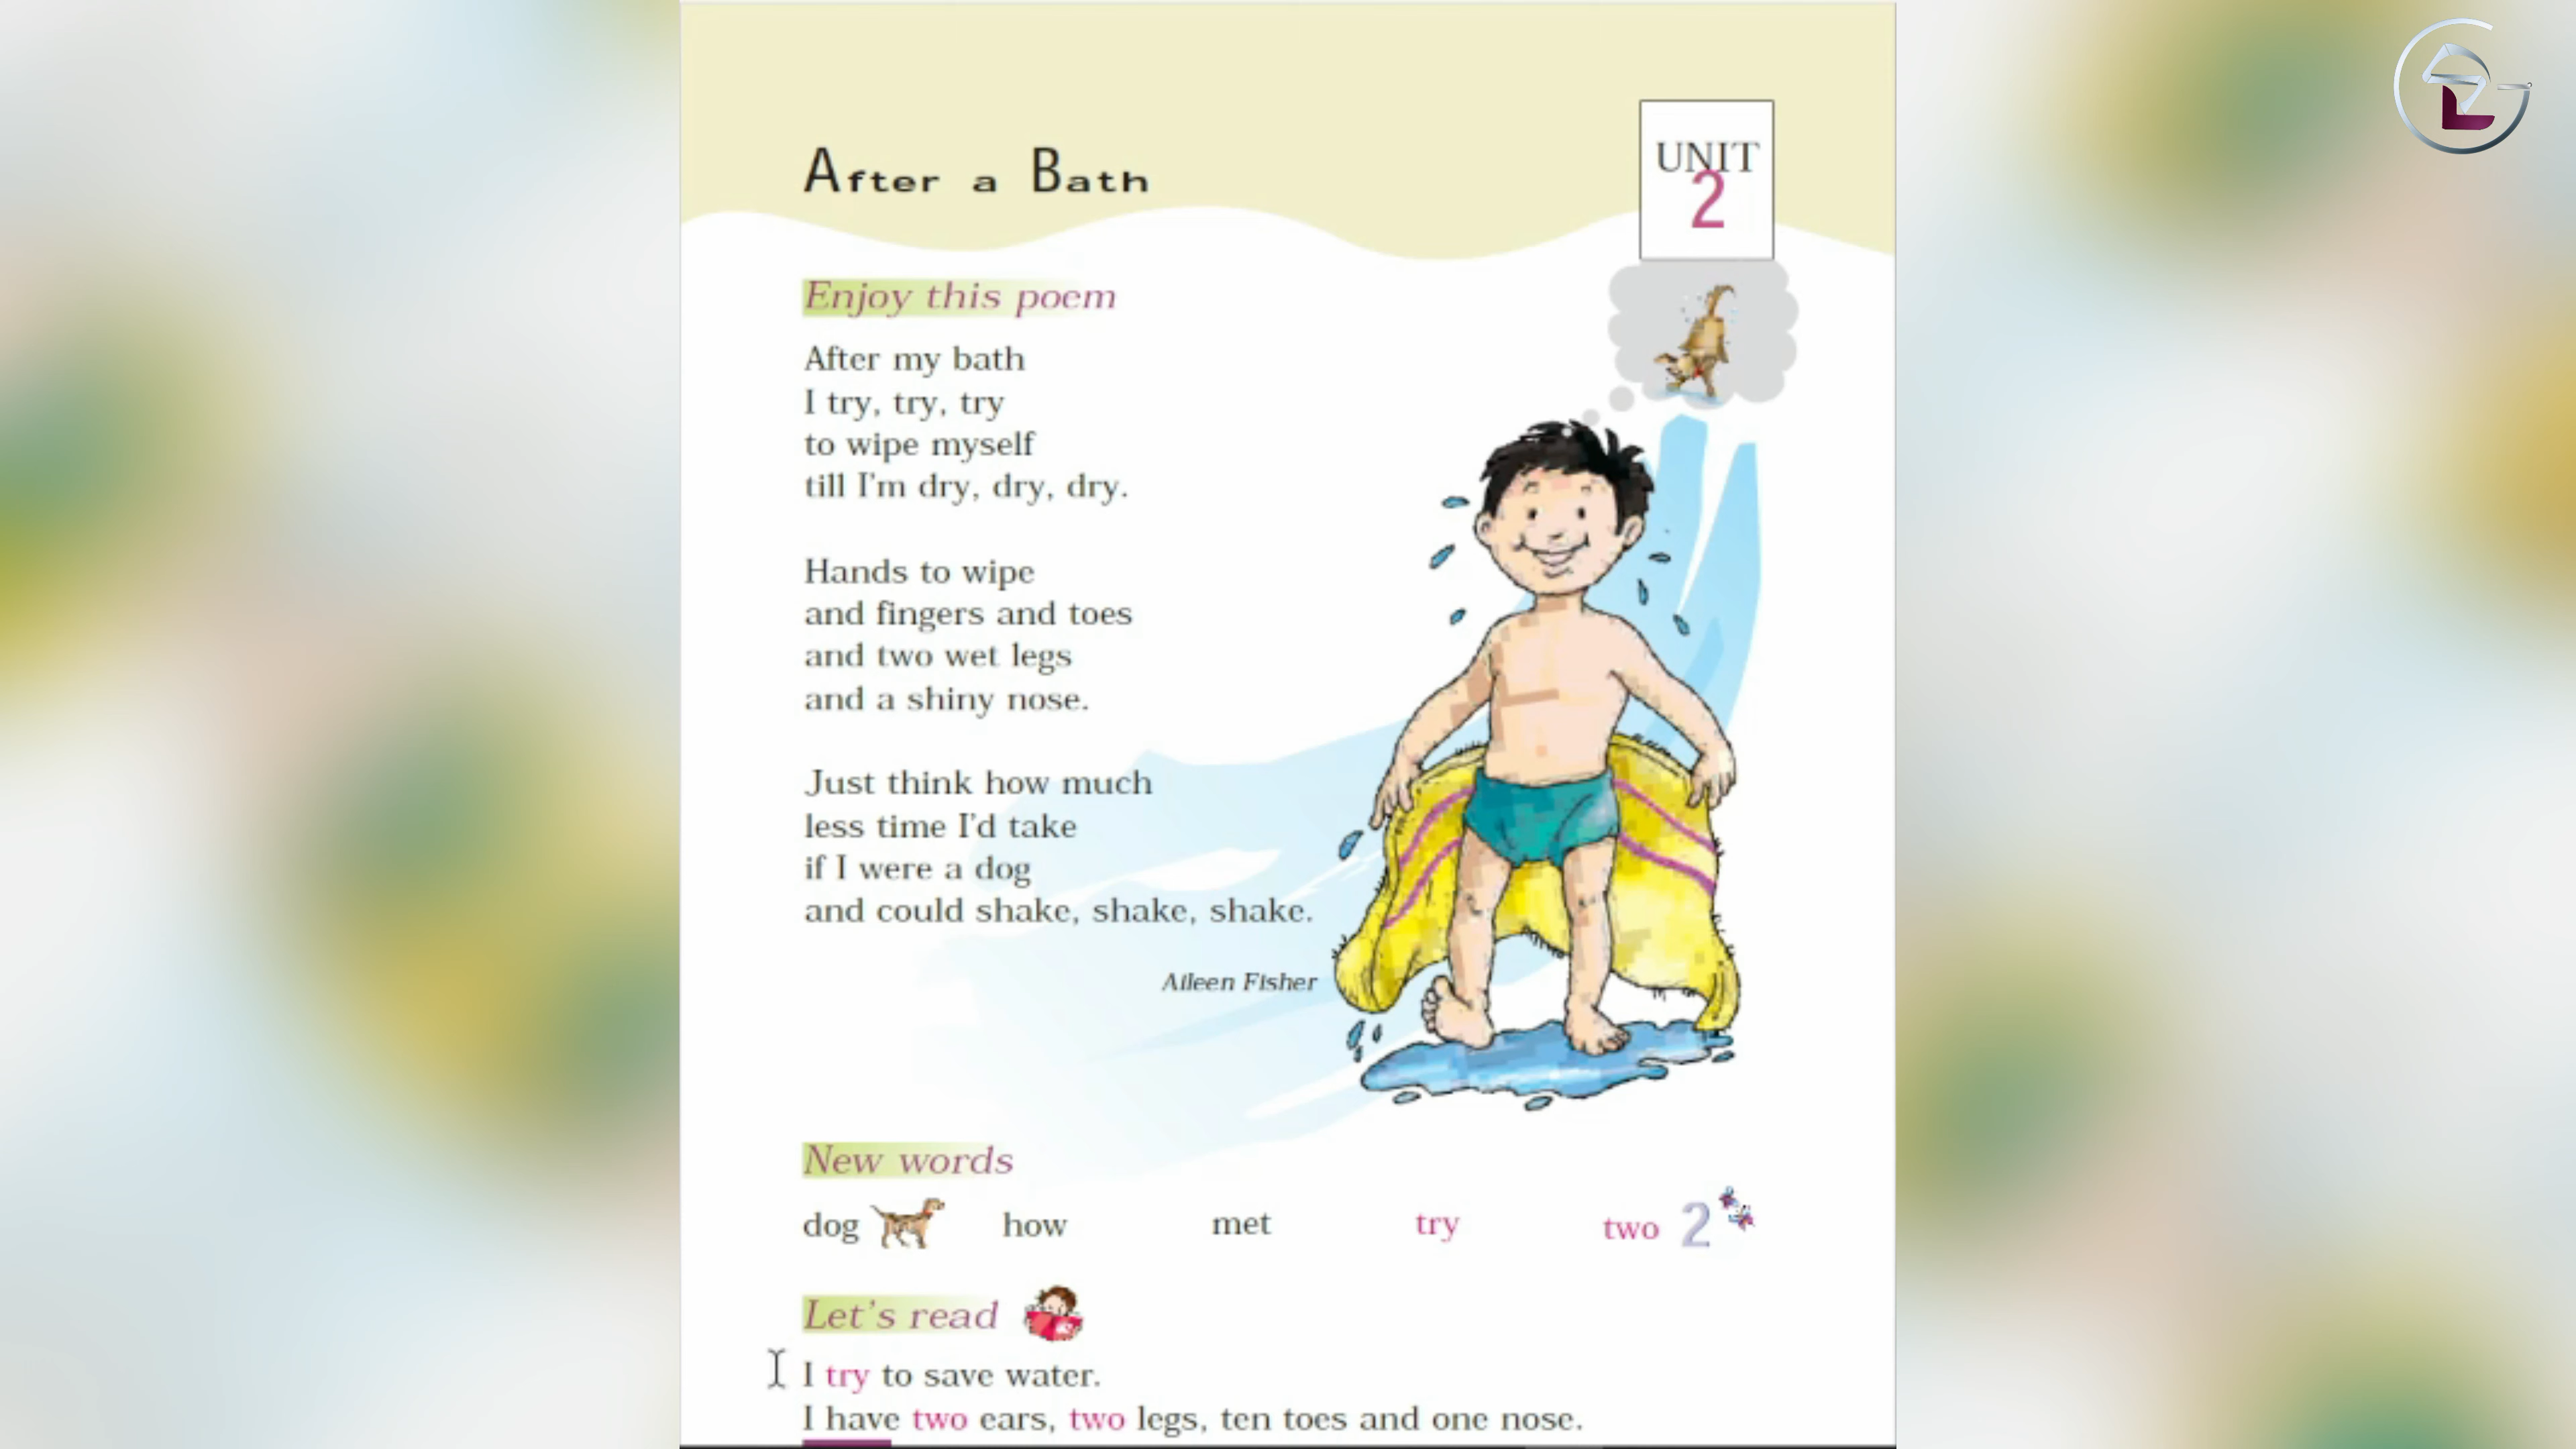 After a Bath
UNIT
2
Enjoy this poem
After my bath
I try, try, try
to wipe myself
till I'm dry, dry, dry.
Hands to wipe
and fingers and toes
and two wet legs
and a shiny nose.
Just think how much
less time I'd take
if I were a dog
and could shake, shake, shake.
Aileen Fisher
New words
dog how met try two 2
Let's read
I try to save water.
I have two ears, two legs, ten toes and one nose.